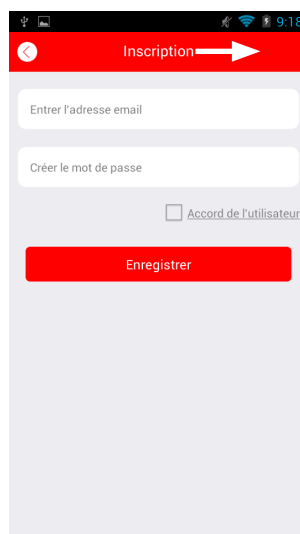 9:18
Inscription
Entrer l'adresse email
Créer le mot de passe
Accord de l'utilisateur
Enregistrer